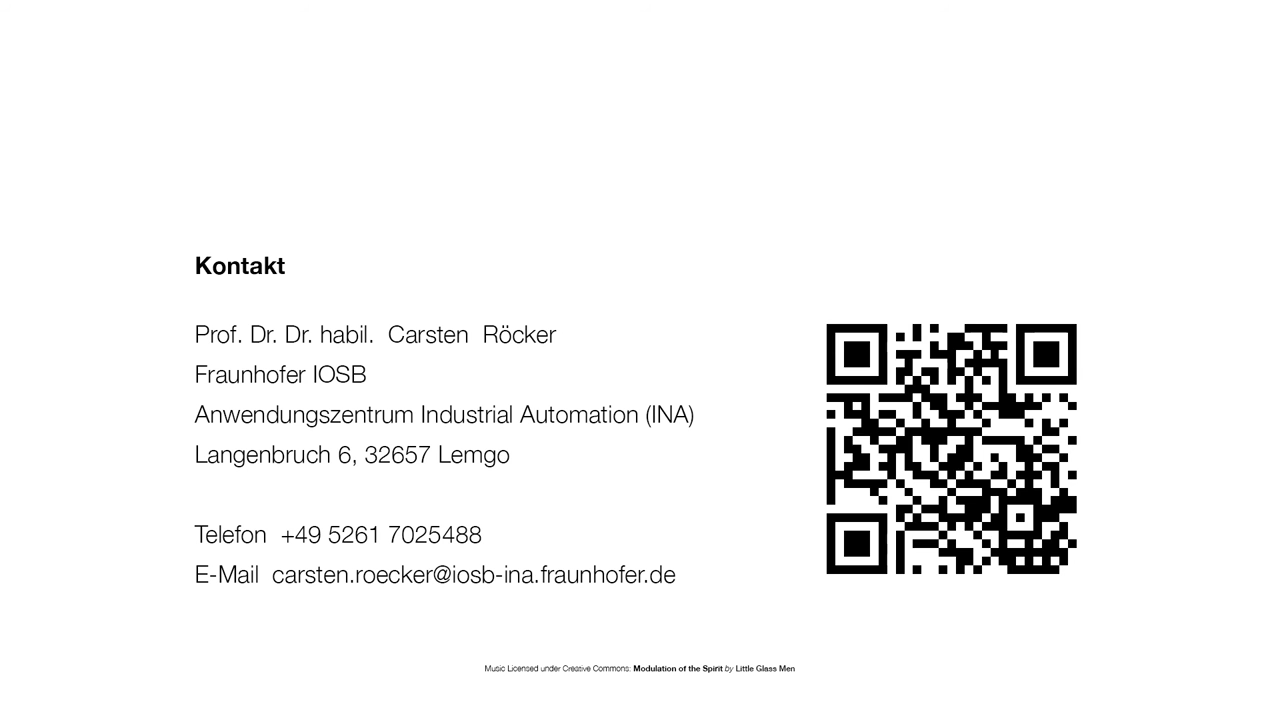 Kontakt
Prof. Dr. Dr. habil. Carsten Röcker
Fraunhofer IOSB
Anwendungszentrum Industrial Automation (INA)
Langenbruch 6, 32657 Lemgo
Telefon +49 5261 7025488
E-Mail carsten.roecker@iosb-ina.fraunhofer.de
Music Licensed under Creative Commons: Modulation of the Spirit by Little Glass Men